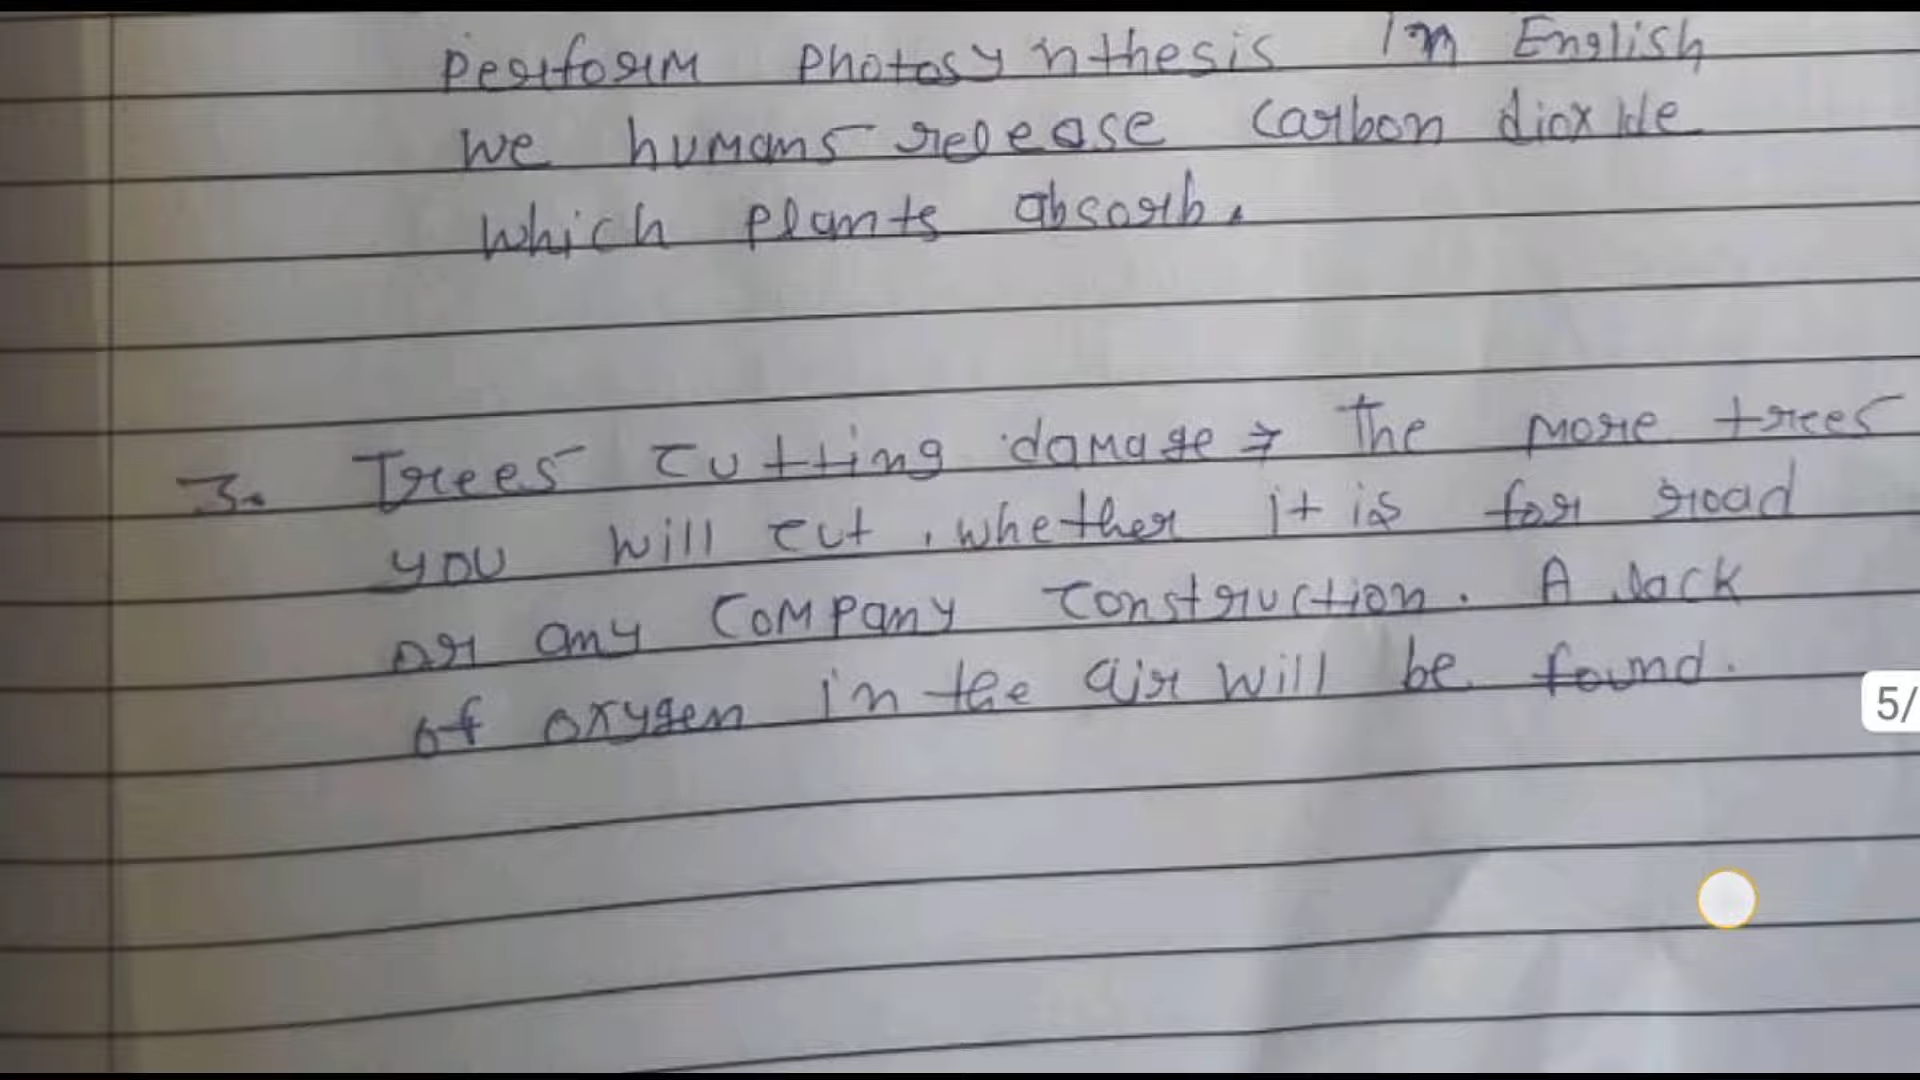 Perform Photosynthesis In English
we humans release Carbon dioxide
which plants absorb.
3. Trees cutting damage → The more trees
you will cut, whether it is for road
or any company construction. A lack
of oxygen in the air will be found.
5/